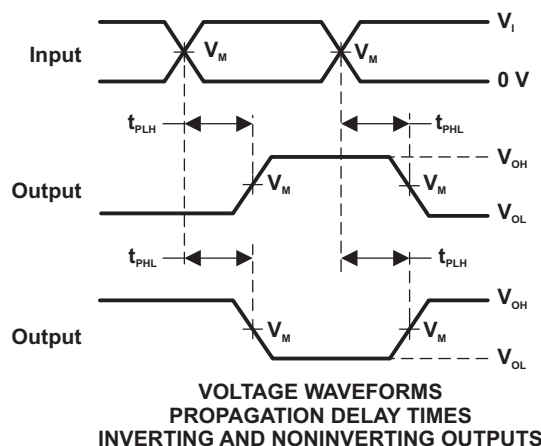 Input
V_M
V_M
V_I
0 V
t_PLH
t_PHL
Output
V_M
V_M
V_OH
V_OL
t_PHL
t_PLH
Output
V_M
V_M
V_OH
V_OL
VOLTAGE WAVEFORMS
PROPAGATION DELAY TIMES
INVERTING AND NONINVERTING OUTPUTS